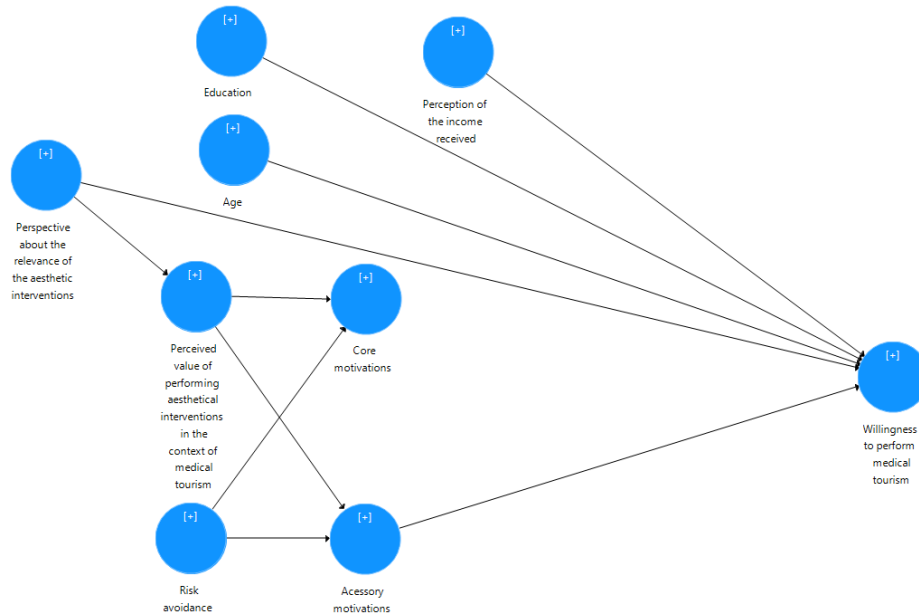 [+]
Education
[+]
Perception of
the income
received
[+]
Age
[+]
Perspective
about the
relevance of
the aesthetic
interventions
[+]
Perceived
value of
performing
aesthetical
interventions
in the
context of
medical
tourism
[+]
Core
motivations
[+]
Willingness
to perform
medical
tourism
[+]
Risk
avoidance
[+]
Acessory
motivations